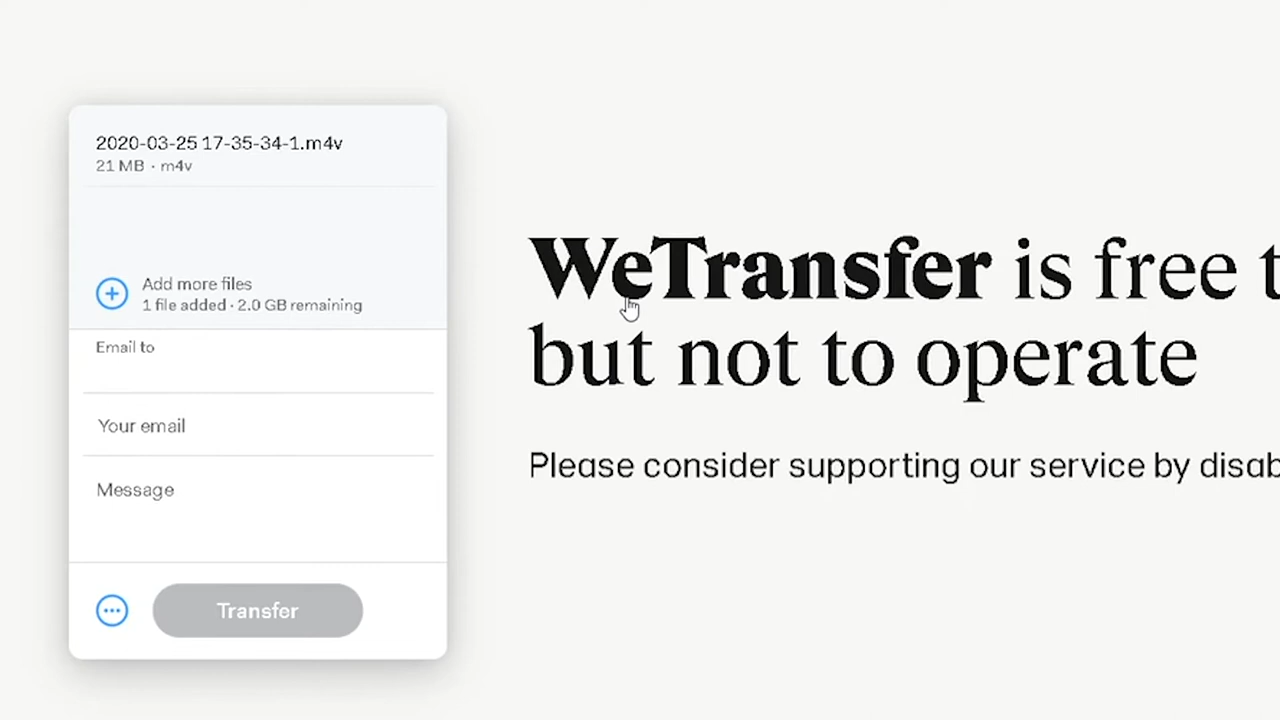 2020-03-25 17-35-34-1.m4v
21 MB · m4v
Add more files
1 file added · 2.0 GB remaining
Email to
Your email
Message
Transfer
WeTransfer is free t
but not to operate
Please consider supporting our service by disab